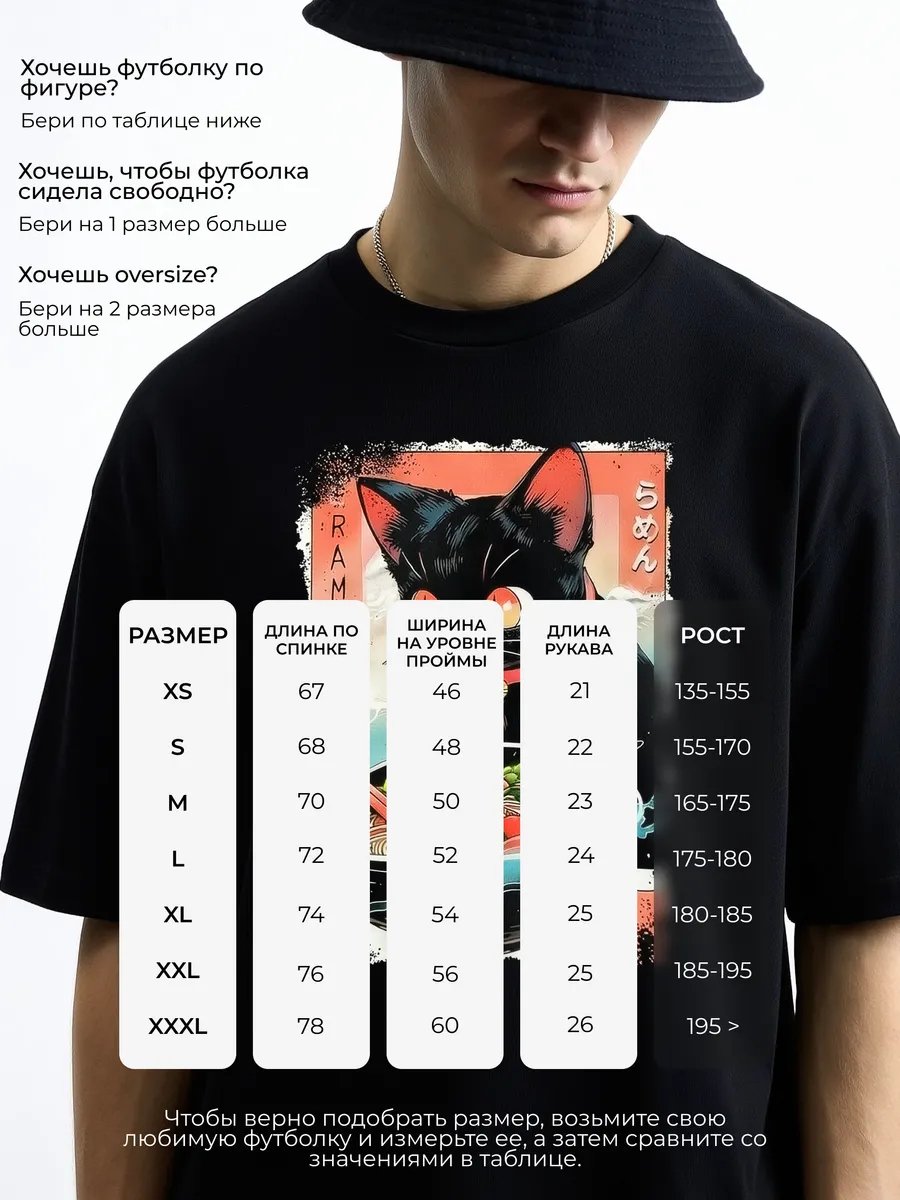 Хочешь футболку по
фигуре?
Бери по таблице ниже
Хочешь, чтобы футболка
сидела свободно?
Бери на 1 размер больше
Хочешь oversize?
Бери на 2 размера
больше
RAM
らめん
РАЗМЕР ДЛИНА ПО СПИНКЕ ШИРИНА НА УРОВНЕ ПРОЙМЫ ДЛИНА РУКАВА РОСТ
XS 67 46 21 135-155
S 68 48 22 155-170
M 70 50 23 165-175
L 72 52 24 175-180
XL 74 54 25 180-185
XXL 76 56 25 185-195
XXXL 78 60 26 195 >
Чтобы верно подобрать размер, возьмите свою
любимую футболку и измерьте ее, а затем сравните со
значениями в таблице.